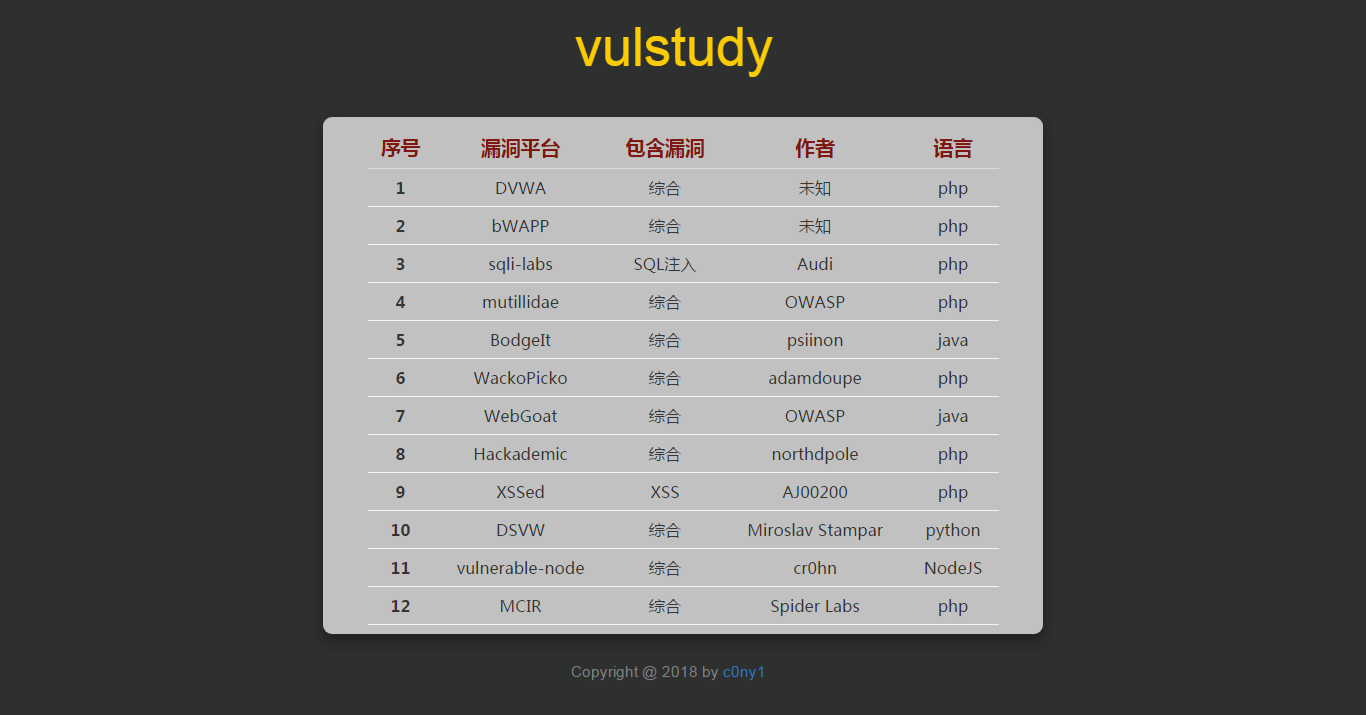 vulstudy
序号 漏洞平台 包含漏洞 作者 语言
1 DVWA 综合 未知 php
2 bWAPP 综合 未知 php
3 sqli-labs SQL注入 Audi php
4 mutillidae 综合 OWASP php
5 BodgeIt 综合 psiinon java
6 WackoPicko 综合 adamdoupe php
7 WebGoat 综合 OWASP java
8 Hackademic 综合 northdpole php
9 XSSed XSS AJ00200 php
10 DSVW 综合 Miroslav Stampar python
11 vulnerable-node 综合 cr0hn NodeJS
12 MCIR 综合 Spider Labs php
Copyright @ 2018 by c0ny1